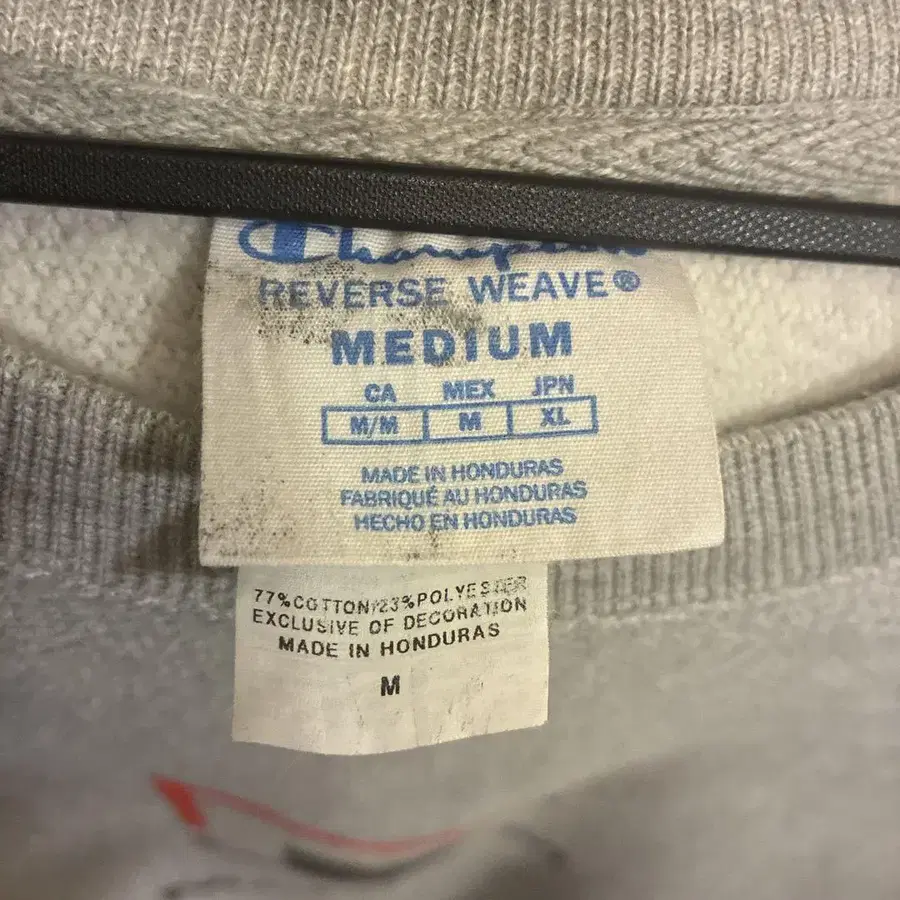 Champion
REVERSE WEAVE®
MEDIUM
CA MEX JPN
M/M M XL
MADE IN HONDURAS
FABRIQUÉ AU HONDURAS
HECHO EN HONDURAS
77%COTTON/23%POLYESTER
EXCLUSIVE OF DECORATION
MADE IN HONDURAS
M